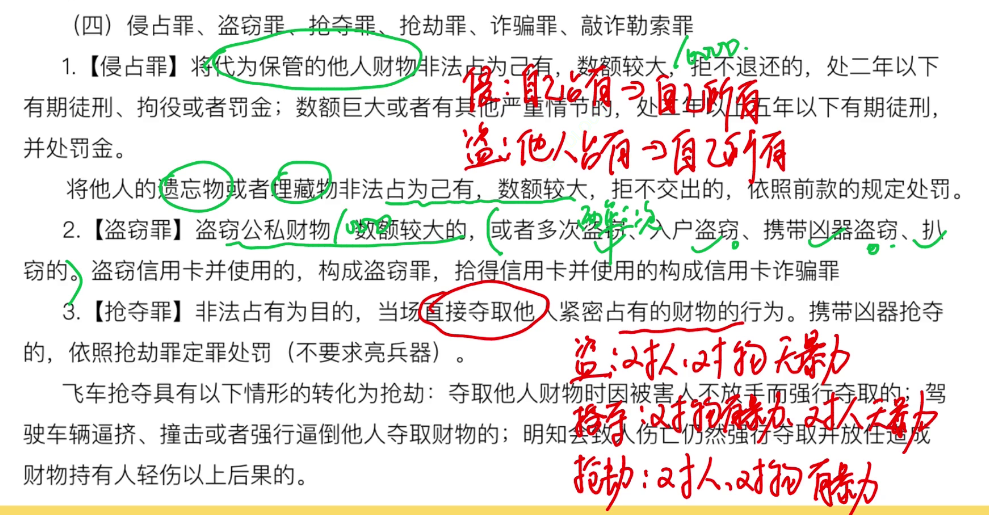 （四）侵占罪、盗窃罪、抢夺罪、抢劫罪、诈骗罪、敲诈勒索罪
1.【侵占罪】将代为保管的他人财物非法占为己有，数额较大，拒不退还的，处二年以下
有期徒刑、拘役或者罚金；数额巨大或者有其他严重情节的，处二年以上五年以下有期徒刑，
并处罚金。
侵：自己占有→自己所有
盗：他人占有→自己所有
将他人的遗忘物或者埋藏物非法占为己有，数额较大，拒不交出的，依照前款的规定处罚。
2.【盗窃罪】盗窃公私财物，数额较大的，或者多次盗窃、入户盗窃、携带凶器盗窃、扒
窃的。盗窃信用卡并使用的，构成盗窃罪，拾得信用卡并使用的构成信用卡诈骗罪
3.【抢夺罪】非法占有为目的，当场直接夺取他人紧密占有的财物的行为。携带凶器抢夺
的，依照抢劫罪定罪处罚（不要求亮兵器）。
盗：对人、对物无暴力
飞车抢夺具有以下情形的转化为抢劫：夺取他人财物时因被害人不放手而强行夺取的；驾
驶车辆逼挤、撞击或者强行逼倒他人夺取财物的；明知会致人伤亡仍然强行夺取并放任造成
财物持有人轻伤以上后果的。
抢夺：对物有暴力、对人无暴力
抢劫：对人、对物有暴力